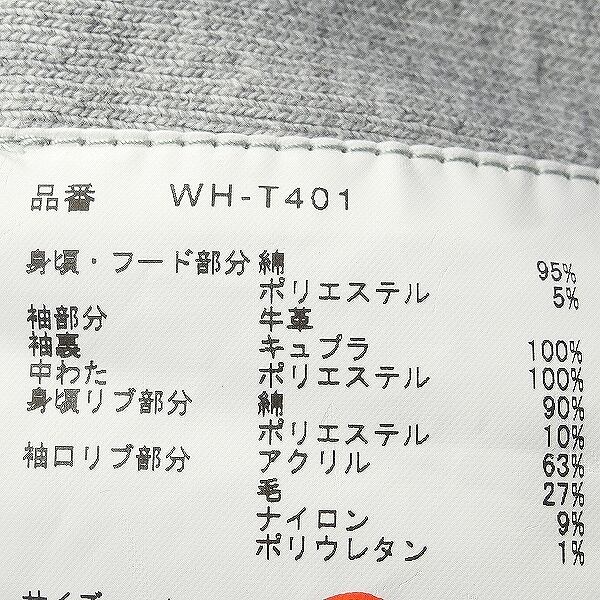 品番 WH-T401
身頃・フード部分 綿 95%
ポリエステル 5%
袖部分 牛革
袖裏 キュプラ 100%
中わた ポリエステル 100%
身頃リブ部分 綿 90%
ポリエステル 10%
袖口リブ部分 アクリル 63%
毛 27%
ナイロン 9%
ポリウレタン 1%
サイズ